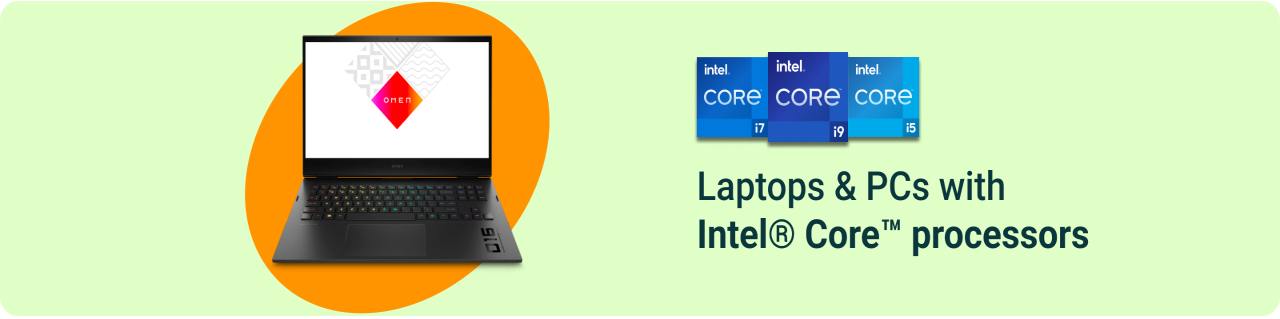 OMEN
intel.
CORE
i7
intel.
CORE
i9
intel.
CORE
i5
Laptops & PCs with
Intel® Core™ processors